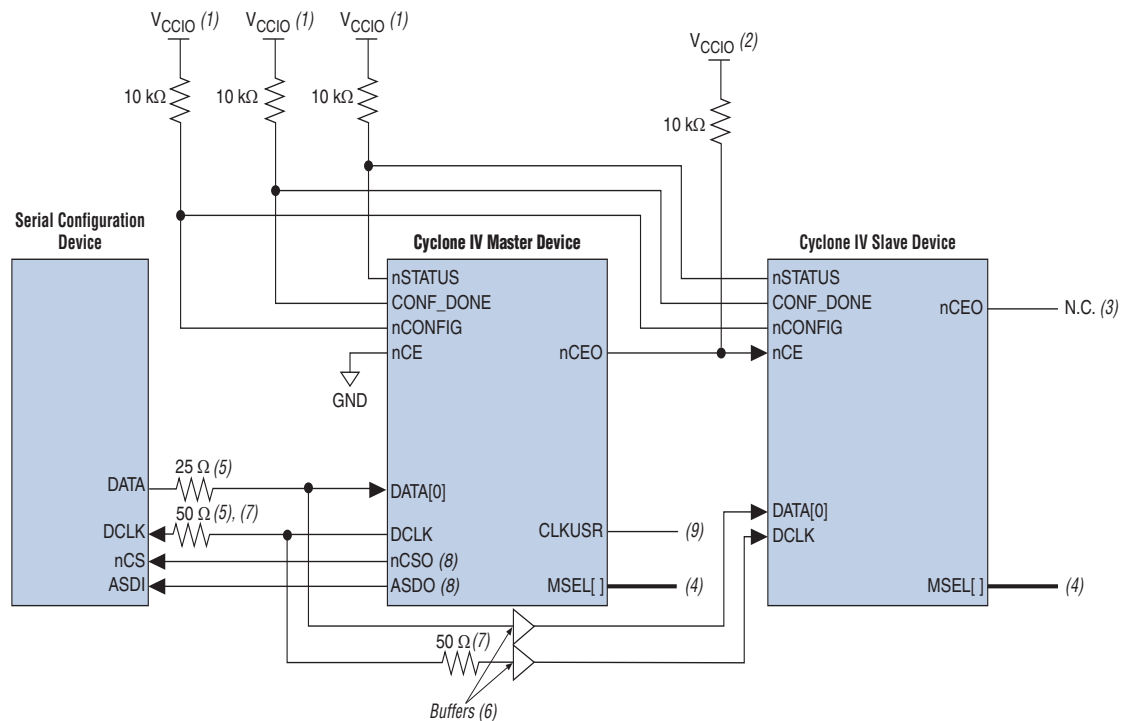 VCCIO (1)
VCCIO (1)
VCCIO (1)
VCCIO (2)
10 kΩ
10 kΩ
10 kΩ
10 kΩ
Serial Configuration
Device
DATA
DCLK
nCS
ASDI
25 Ω (5)
50 Ω (5), (7)
GND
Cyclone IV Master Device
nSTATUS
CONF_DONE
nCONFIG
nCE
nCEO
DATA[0]
DCLK
nCSO (8)
ASDO (8)
CLKUSR
(9)
MSEL[ ]
(4)
Cyclone IV Slave Device
nSTATUS
CONF_DONE
nCONFIG
nCE
nCEO
N.C. (3)
DATA[0]
DCLK
MSEL[ ]
(4)
50 Ω (7)
Buffers (6)